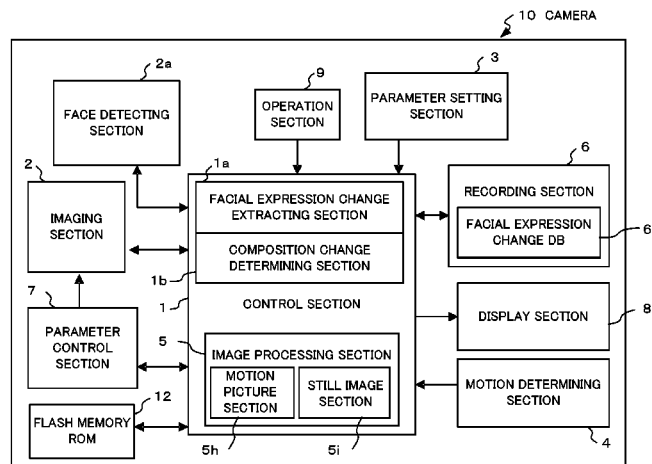 10 CAMERA
2a
FACE DETECTING
SECTION
9
OPERATION
SECTION
3
PARAMETER SETTING
SECTION
2
IMAGING
SECTION
1a
FACIAL EXPRESSION CHANGE
EXTRACTING SECTION
COMPOSITION CHANGE
DETERMINING SECTION
1b
1
CONTROL SECTION
6
RECORDING SECTION
FACIAL EXPRESSION
CHANGE DB
6
7
PARAMETER
CONTROL
SECTION
5
IMAGE PROCESSING SECTION
MOTION
PICTURE
SECTION
STILL IMAGE
SECTION
5h
5i
DISPLAY SECTION
8
MOTION DETERMINING
SECTION
4
12
FLASH MEMORY
ROM